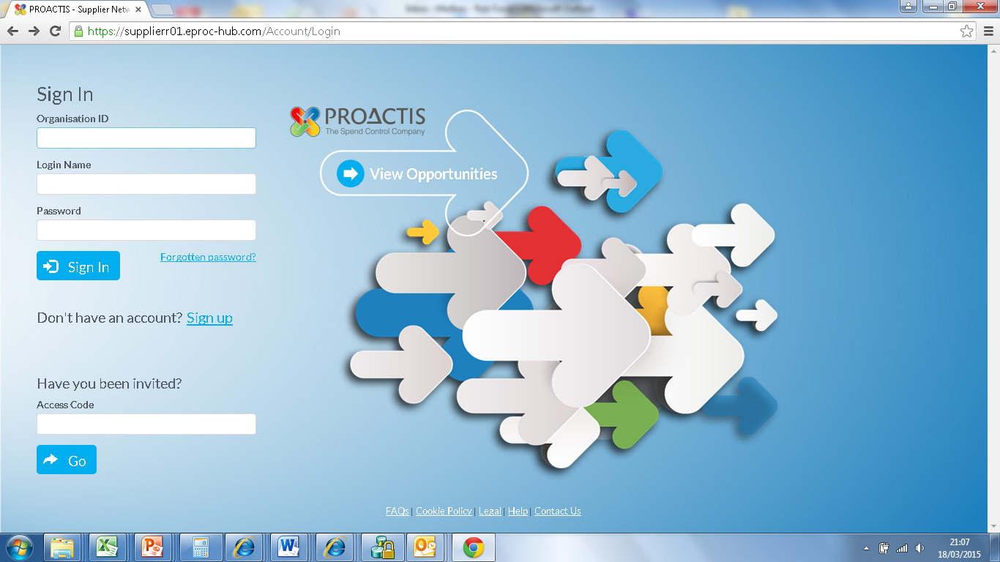 PROACTIS - Supplier Netw
https://supplierr01.eproc-hub.com/Account/Login
Sign In
Organisation ID
Login Name
Password
Sign In
Forgotten password?
Don't have an account? Sign up
Have you been invited?
Access Code
Go
PROACTIS
The Spend Control Company
View Opportunities
FAQs | Cookie Policy | Legal | Help | Contact Us
21:07
18/03/2015